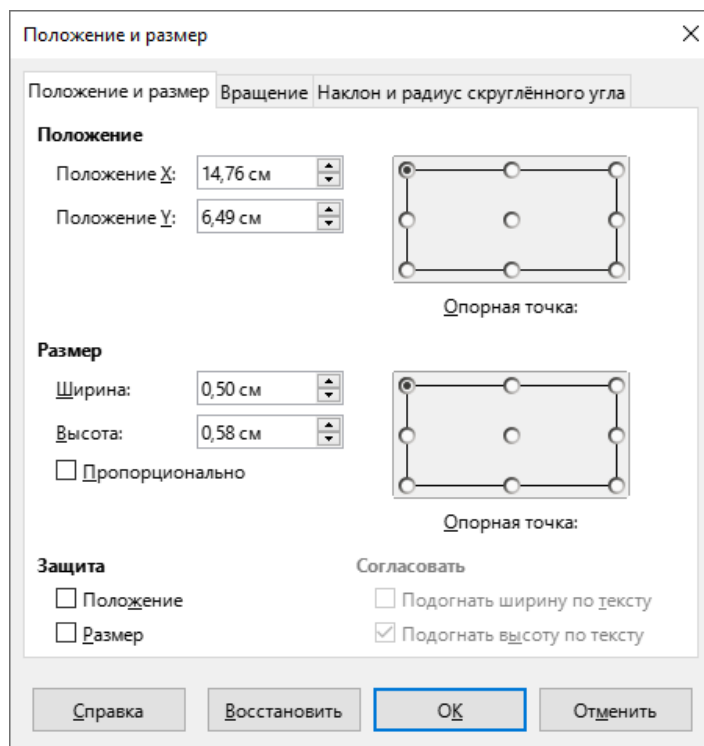 Положение и размер
Положение и размер Вращение Наклон и радиус скруглённого угла
Положение
Положение X: 14,76 см
Положение Y: 6,49 см
Опорная точка:
Размер
Ширина: 0,50 см
Высота: 0,58 см
Пропорционально
Опорная точка:
Защита Согласовать
Положение Подогнать ширину по тексту
Размер Подогнать высоту по тексту
Справка Восстановить ОК Отменить